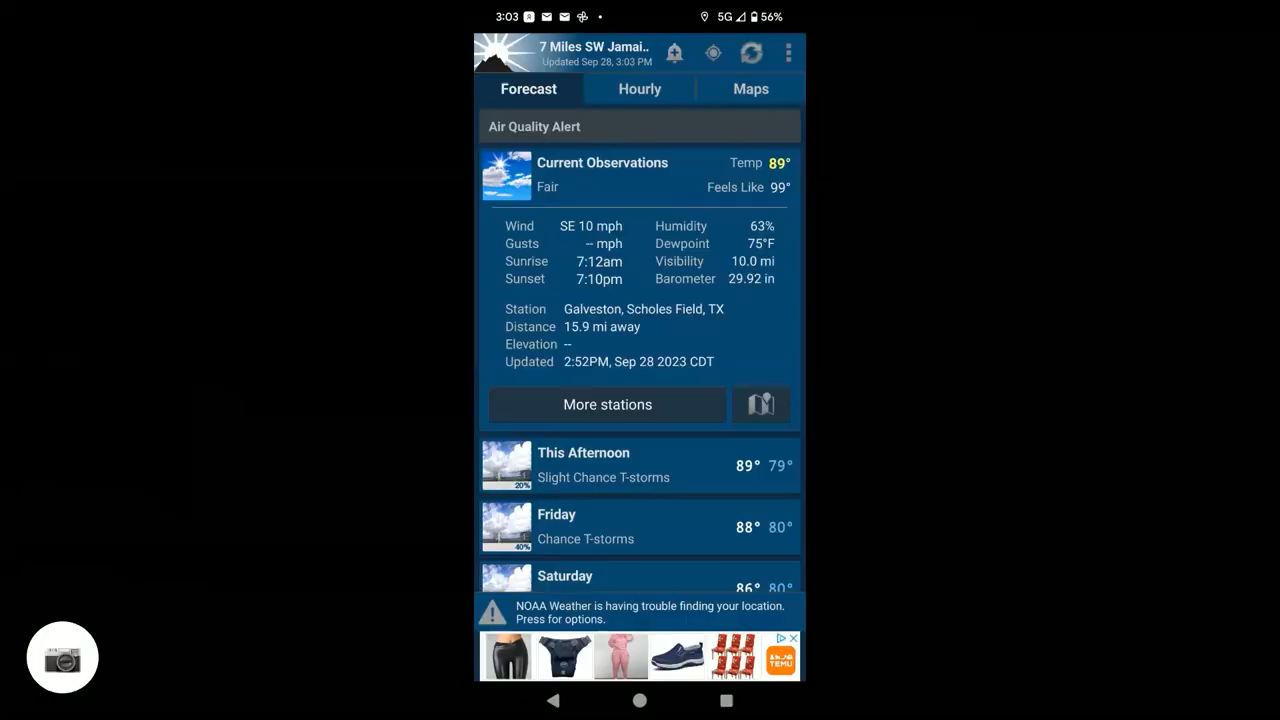 3:03 5G 56%
7 Miles SW Jamai..
Updated Sep 28, 3:03 PM
Forecast Hourly Maps
Air Quality Alert
Current Observations Temp 89°
Fair Feels Like 99°
Wind SE 10 mph Humidity 63%
Gusts -- mph Dewpoint 75°F
Sunrise 7:12am Visibility 10.0 mi
Sunset 7:10pm Barometer 29.92 in
Station Galveston, Scholes Field, TX
Distance 15.9 mi away
Elevation --
Updated 2:52PM, Sep 28 2023 CDT
More stations
This Afternoon 89° 79°
Slight Chance T-storms
20%
Friday 88° 80°
Chance T-storms
40%
Saturday 86° 80°
NOAA Weather is having trouble finding your location.
Press for options.
TEMU